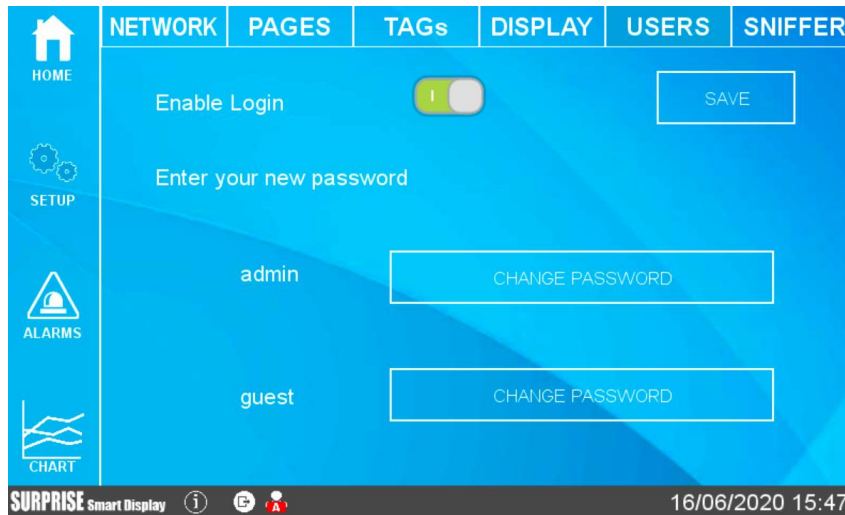 NETWORK PAGES TAGs DISPLAY USERS SNIFFER
HOME
Enable Login I SAVE
Enter your new password
SETUP
admin CHANGE PASSWORD
ALARMS
guest CHANGE PASSWORD
CHART
SURPRISE Smart Display i A 16/06/2020 15:47